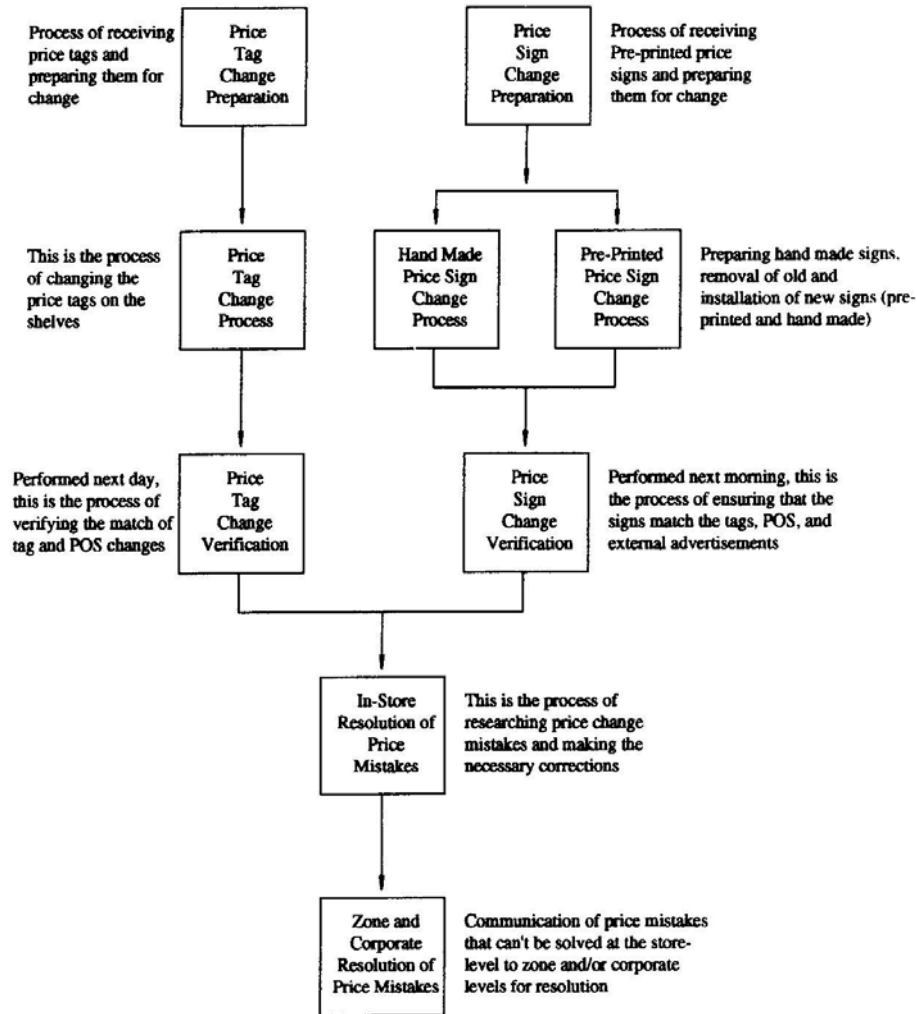 Process of receiving
price tags and
preparing them for
change
Price
Tag
Change
Preparation
Price
Sign
Change
Preparation
Process of receiving
Pre-printed price
signs and preparing
them for change
This is the process
of changing the
price tags on the
shelves
Price
Tag
Change
Process
Hand Made
Price Sign
Change
Process
Pre-Printed
Price Sign
Change
Process
Preparing hand made signs,
removal of old and
installation of new signs (pre-
printed and hand made)
Performed next day,
this is the process of
verifying the match of
tag and POS changes
Price
Tag
Change
Verification
Price
Sign
Change
Verification
Performed next morning, this is
the process of ensuring that the
signs match the tags, POS, and
external advertisements
In-Store
Resolution of
Price
Mistakes
This is the process of
researching price change
mistakes and making the
necessary corrections
Zone and
Corporate
Resolution of
Price Mistakes
Communication of price mistakes
that can't be solved at the store-
level to zone and/or corporate
levels for resolution